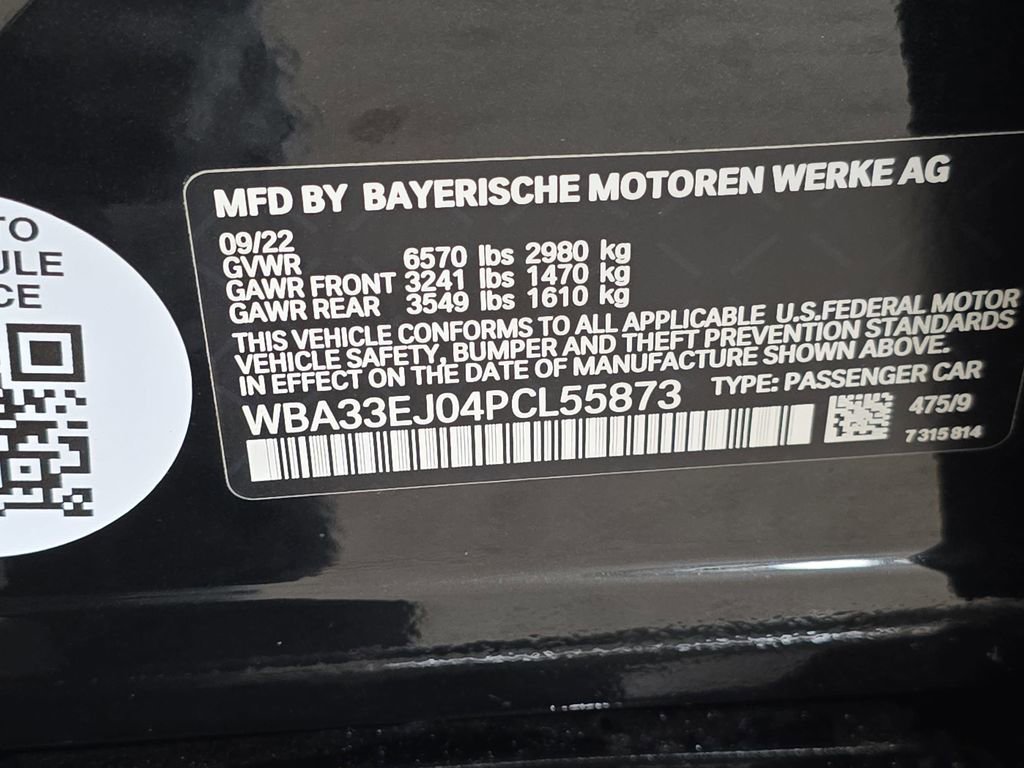 TO
ULE
CE
MFD BY BAYERISCHE MOTOREN WERKE AG
09/22
GVWR 6570 lbs 2980 kg
GAWR FRONT 3241 lbs 1470 kg
GAWR REAR 3549 lbs 1610 kg
THIS VEHICLE CONFORMS TO ALL APPLICABLE U.S.FEDERAL MOTOR
VEHICLE SAFETY, BUMPER AND THEFT PREVENTION STANDARDS
IN EFFECT ON THE DATE OF MANUFACTURE SHOWN ABOVE.
WBA33EJ04PCL55873 TYPE: PASSENGER CAR
475/9
7315814